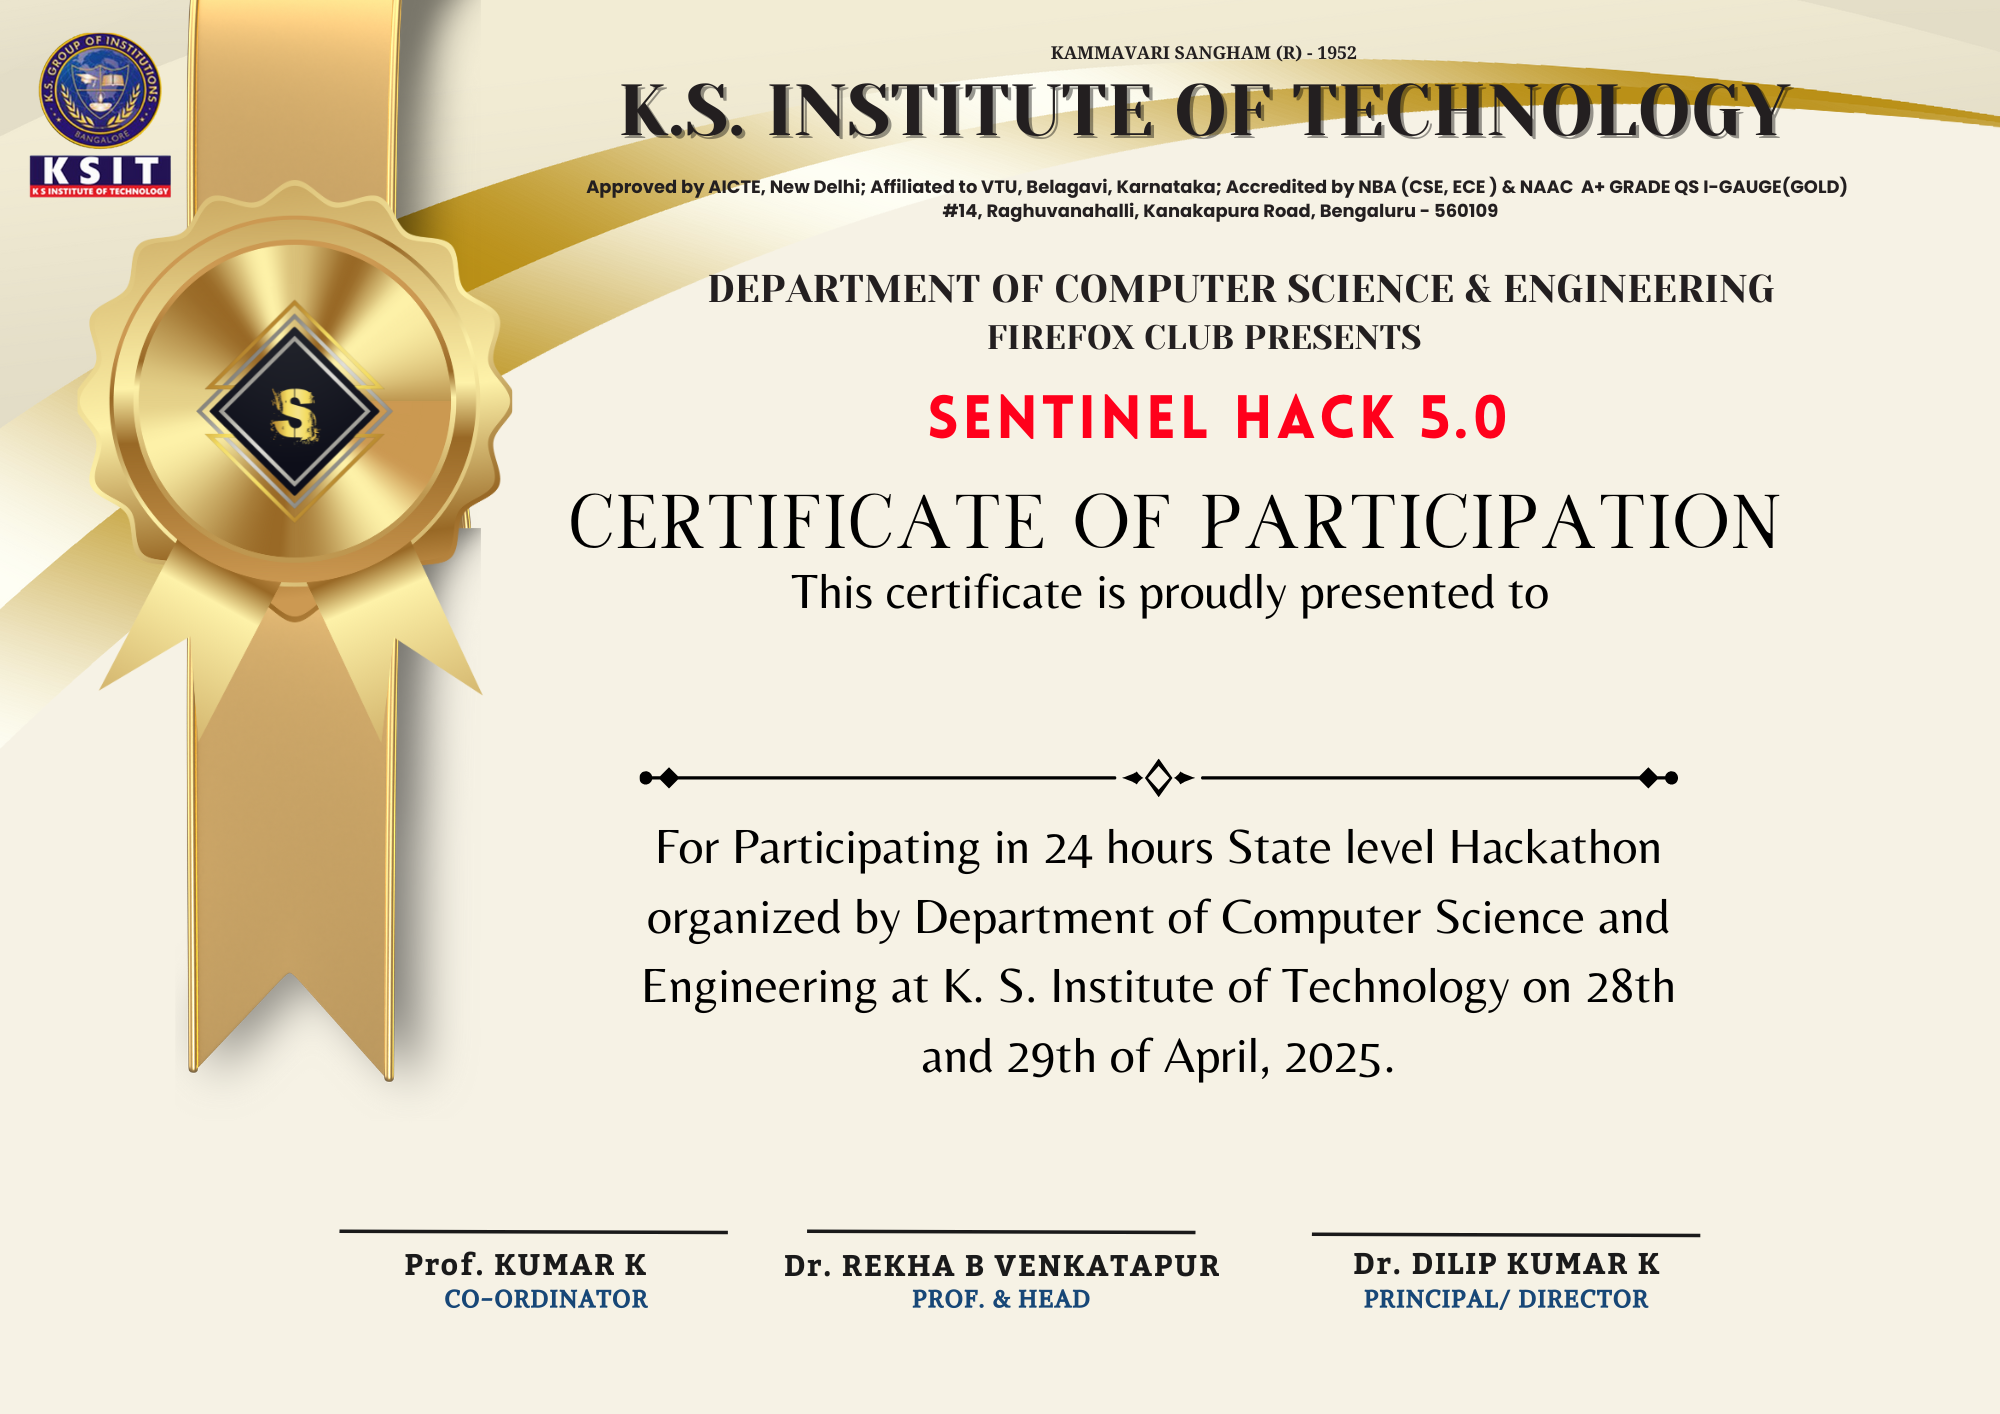 K.S. GROUP OF INSTITUTIONS
BANGALORE
KSIT
K S INSTITUTE OF TECHNOLOGY
KAMMAVARI SANGHAM (R) - 1952
K.S. INSTITUTE OF TECHNOLOGY
Approved by AICTE, New Delhi; Affiliated to VTU, Belagavi, Karnataka; Accredited by NBA (CSE, ECE ) & NAAC A+ GRADE QS I-GAUGE(GOLD)
#14, Raghuvanahalli, Kanakapura Road, Bengaluru - 560109
DEPARTMENT OF COMPUTER SCIENCE & ENGINEERING
FIREFOX CLUB PRESENTS
SENTINEL HACK 5.0
S
CERTIFICATE OF PARTICIPATION
This certificate is proudly presented to
For Participating in 24 hours State level Hackathon
organized by Department of Computer Science and
Engineering at K. S. Institute of Technology on 28th
and 29th of April, 2025.
Prof. KUMAR K
CO-ORDINATOR
Dr. REKHA B VENKATAPUR
PROF. & HEAD
Dr. DILIP KUMAR K
PRINCIPAL/ DIRECTOR